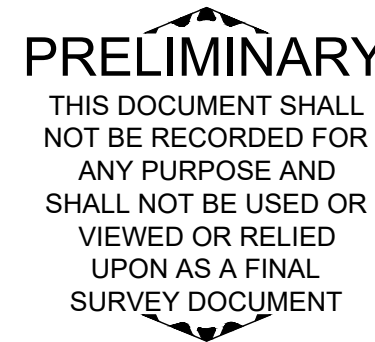 PRELIMINARY
THIS DOCUMENT SHALL
NOT BE RECORDED FOR
ANY PURPOSE AND
SHALL NOT BE USED OR
VIEWED OR RELIED
UPON AS A FINAL
SURVEY DOCUMENT